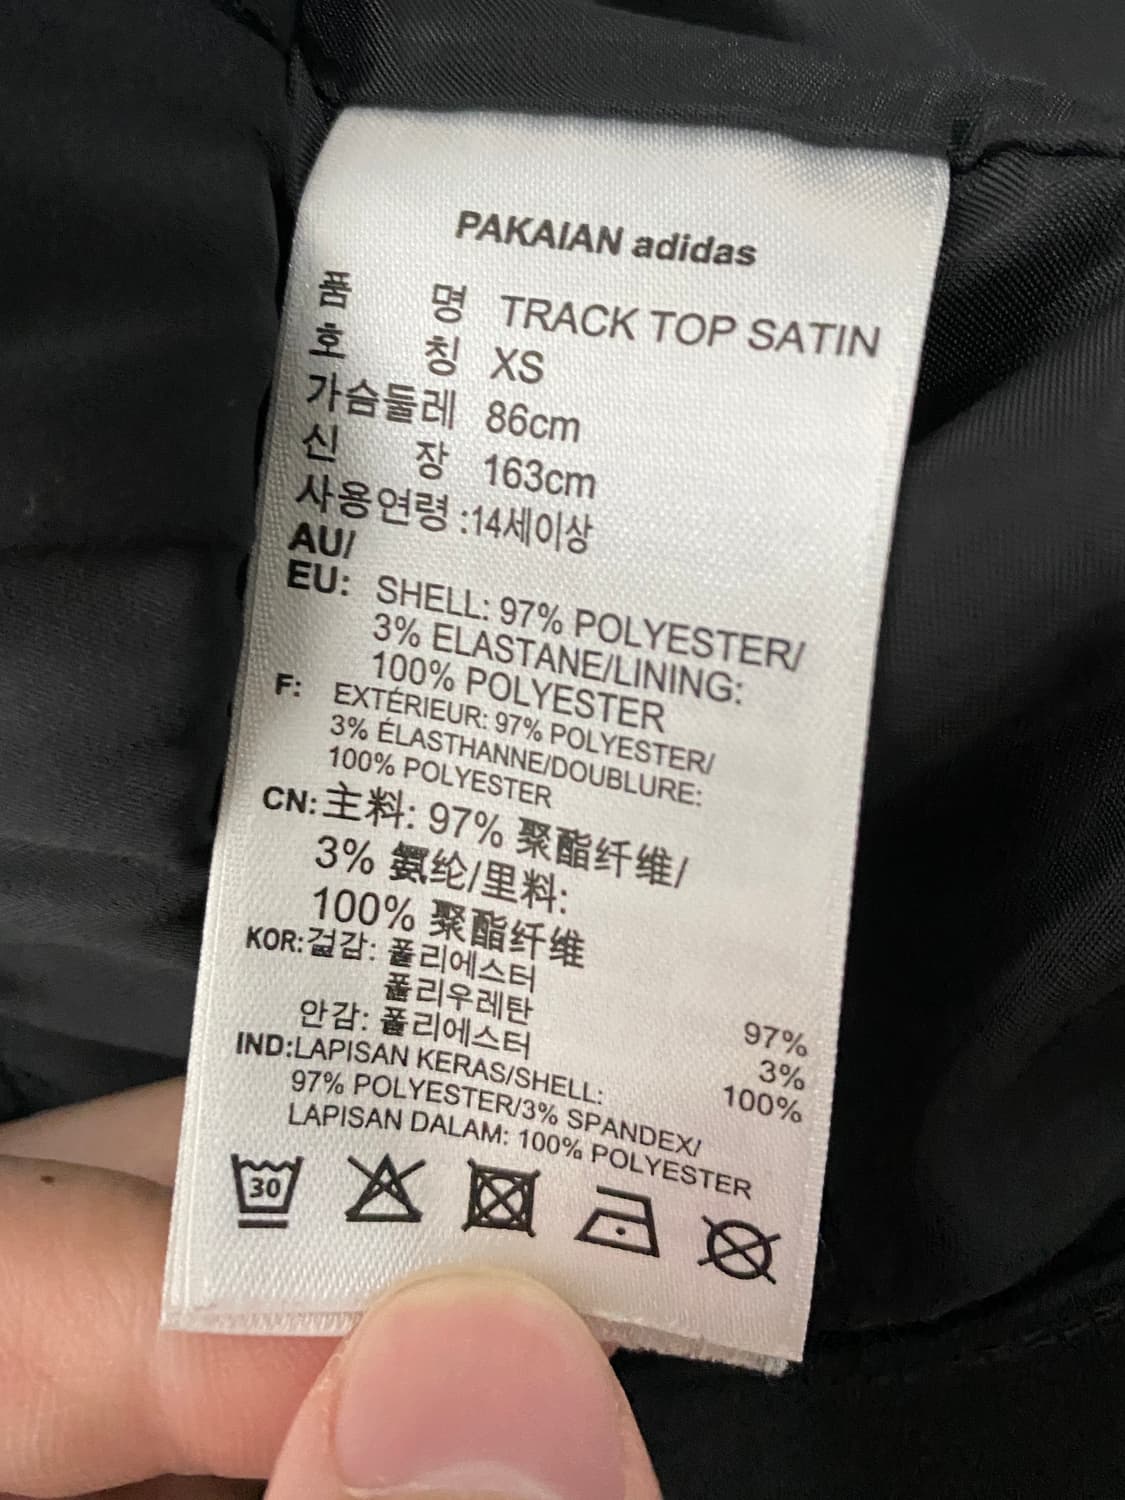 PAKAIAN adidas
품 명 TRACK TOP SATIN
호 칭 XS
가슴둘레 86cm
신 장 163cm
사용연령 :14세이상
AU/
EU: SHELL: 97% POLYESTER/
3% ELASTANE/LINING:
100% POLYESTER
F: EXTÉRIEUR: 97% POLYESTER/
3% ÉLASTHANNE/DOUBLURE:
100% POLYESTER
CN: 主料: 97% 聚酯纤维/
3% 氨纶/里料:
100% 聚酯纤维
KOR: 겉감: 폴리에스터 97%
폴리우레탄 3%
안감: 폴리에스터 100%
IND:LAPISAN KERAS/SHELL:
97% POLYESTER/3% SPANDEX/
LAPISAN DALAM: 100% POLYESTER
30